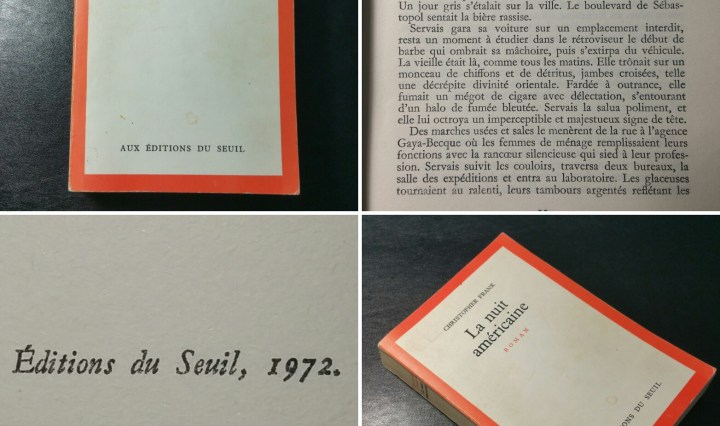 AUX ÉDITIONS DU SEUIL
Un jour gris s'étalait sur la ville. Le boulevard de Sébas-
topol sentait la bière rassise.
Servais gara sa voiture sur un emplacement interdit,
resta un moment à étudier dans le rétroviseur le début de
barbe qui ombrait sa mâchoire, puis s'extirpa du véhicule.
La vieille était là, comme tous les matins. Elle trônait sur un
monceau de chiffons et de détritus, jambes croisées, telle
une décrépite divinité orientale. Fardée à outrance, elle
fumait un mégot de cigare avec délectation, s'entourant
d'un halo de fumée bleutée. Servais la salua poliment, et
elle lui octroya un imperceptible et majestueux signe de tête.
Des marches usées et sales le menèrent de la rue à l'agence
Gaya-Becque où les femmes de ménage remplissaient leurs
fonctions avec la rancœur silencieuse qui sied à leur profes-
sion. Servais suivit les couloirs, traversa deux bureaux, la
salle des expéditions et entra au laboratoire. Les glaceuses
tournaient au ralenti, leurs tambours argentés reflétant les
Éditions du Seuil, 1972.
CHRISTOPHER FRANK
La nuit
américaine
ROMAN
DU SEUIL